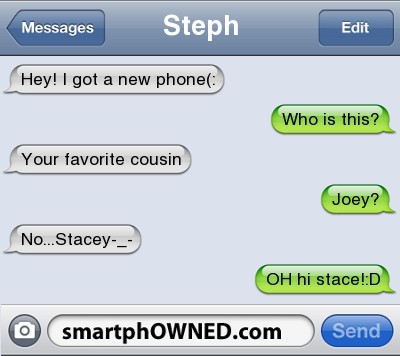 Messages
Steph
Edit
Hey! I got a new phone(:
Who is this?
Your favorite cousin
Joey?
No...Stacey-_-
OH hi stace!:D
smartphOWNED.com
Send